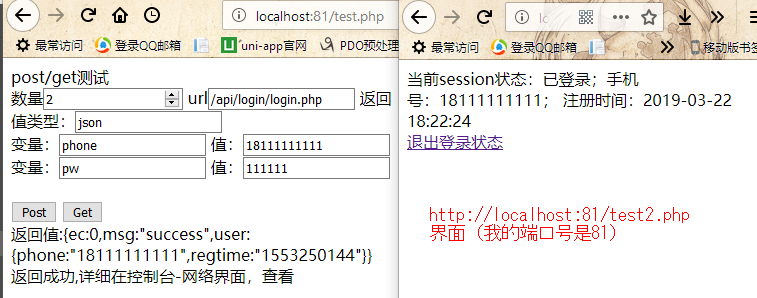 localhost:81/test.php
最常访问 登录QQ邮箱 uni-app官网 PDO预处理
post/get测试
数量2 url/api/login/login.php 返回
值类型：json
变量：phone 值：18111111111
变量：pw 值：111111
Post Get
返回值:{ec:0,msg:"success",user:
{phone:"18111111111",regtime:"1553250144"}}
返回成功,详细在控制台-网络界面，查看
最常访问 登录QQ邮箱 移动版书签
当前session状态：已登录；手机
号：18111111111； 注册时间：2019-03-22
18:22:24
退出登录状态
http://localhost:81/test2.php
界面（我的端口号是81）